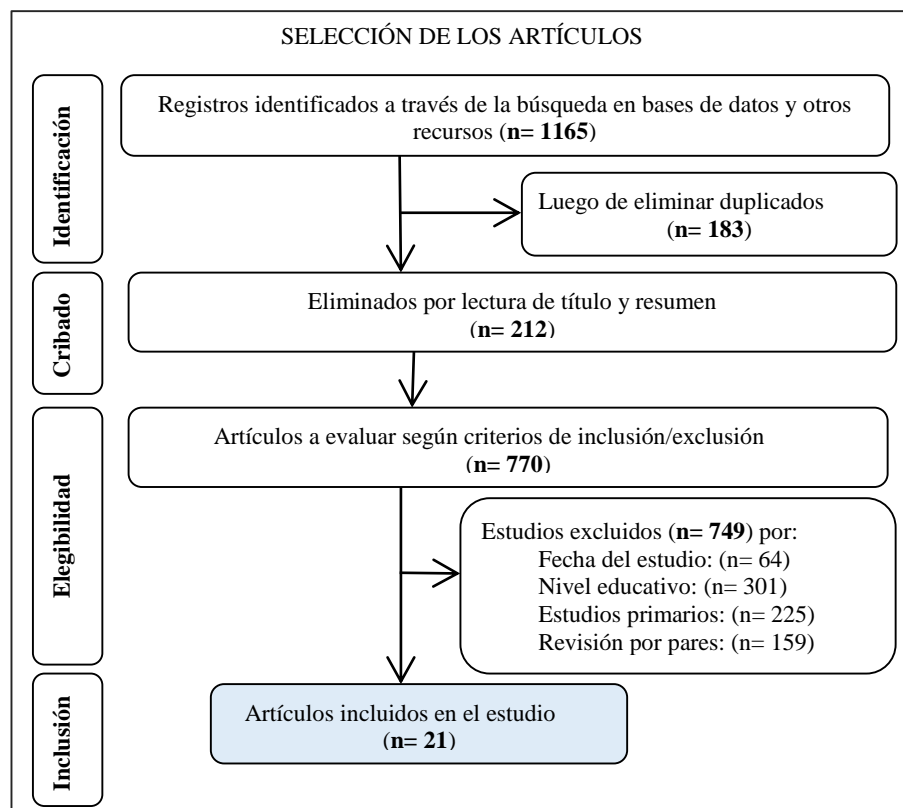 SELECCIÓN DE LOS ARTÍCULOS
Identificación
Registros identificados a través de la búsqueda en bases de datos y otros
recursos (n= 1165)
Luego de eliminar duplicados
(n= 183)
Cribado
Eliminados por lectura de título y resumen
(n= 212)
Elegibilidad
Artículos a evaluar según criterios de inclusión/exclusión
(n= 770)
Estudios excluidos (n= 749) por:
Fecha del estudio: (n= 64)
Nivel educativo: (n= 301)
Estudios primarios: (n= 225)
Revisión por pares: (n= 159)
Inclusión
Artículos incluidos en el estudio
(n= 21)